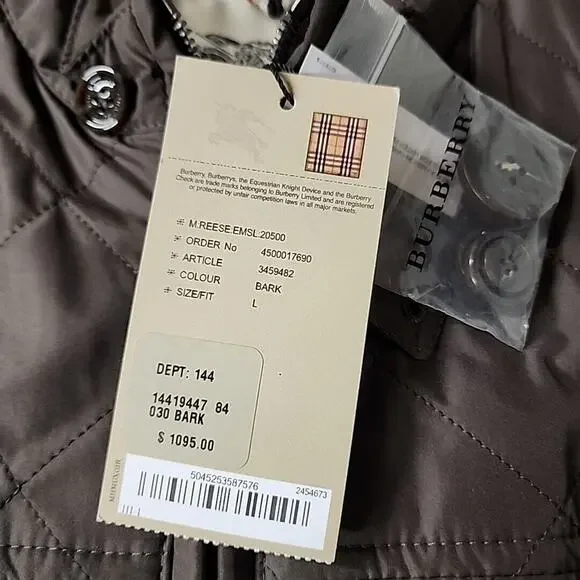 Burberry, Burberrys, the Equestrian Knight Device and the Burberry
Check are trade marks belonging to Burberry Limited and are registered
or protected by unfair competition laws in all major markets.
M.REESE.EMSL.20500
ORDER No 4500017690
ARTICLE 3459482
COLOUR BARK
SIZE/FIT L
DEPT: 144
14419447 84
030 BARK
$ 1095.00
5045253587576
2454673
BURBERRY